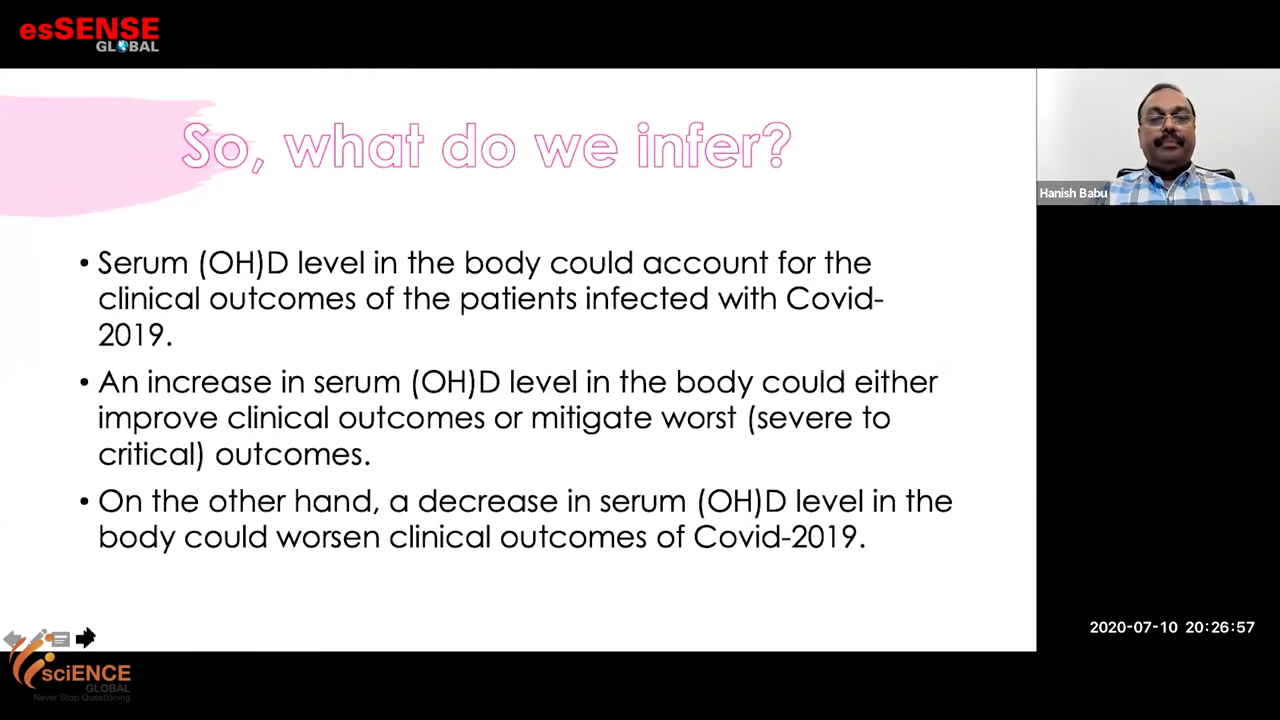 esSENSE
GLOBAL
So, what do we infer?
Hanish Babu
• Serum (OH)D level in the body could account for the
clinical outcomes of the patients infected with Covid-
2019.
• An increase in serum (OH)D level in the body could either
improve clinical outcomes or mitigate worst (severe to
critical) outcomes.
• On the other hand, a decrease in serum (OH)D level in the
body could worsen clinical outcomes of Covid-2019.
2020-07-10 20:26:57
sciENCE
GLOBAL
Never Stop Questioning